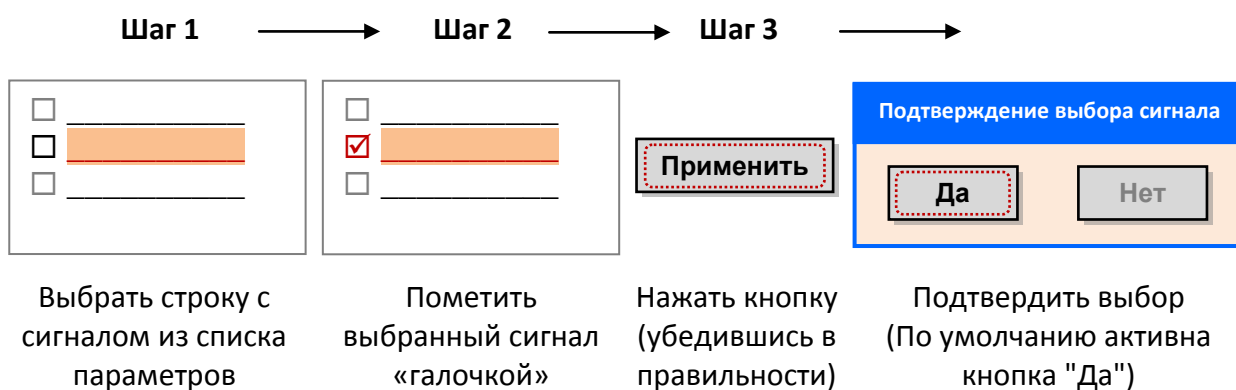 Шаг 1
Шаг 2
Шаг 3
Подтверждение выбора сигнала
Применить
Да
Нет
Выбрать строку с
сигналом из списка
параметров
Пометить
выбранный сигнал
«галочкой»
Нажать кнопку
(убедившись в
правильности)
Подтвердить выбор
(По умолчанию активна
кнопка "Да")